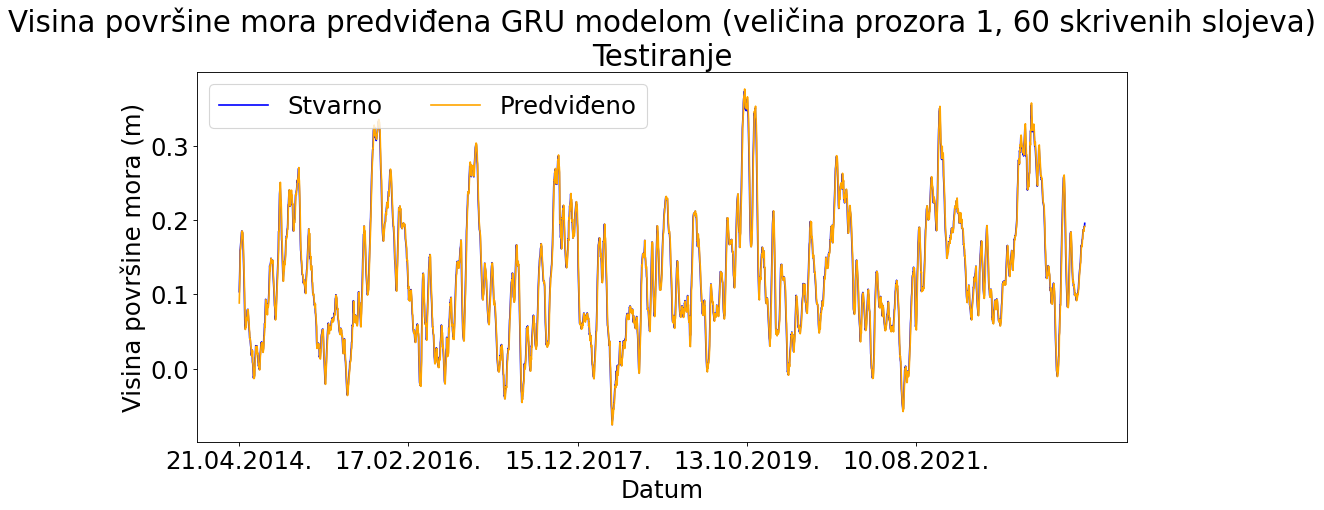 Visina površine mora predviđena GRU modelom (veličina prozora 1, 60 skrivenih slojeva)
Testiranje
Stvarno
Predviđeno
Visina površine mora (m)
0.3
0.2
0.1
0.0
21.04.2014.
17.02.2016.
15.12.2017.
13.10.2019.
10.08.2021.
Datum